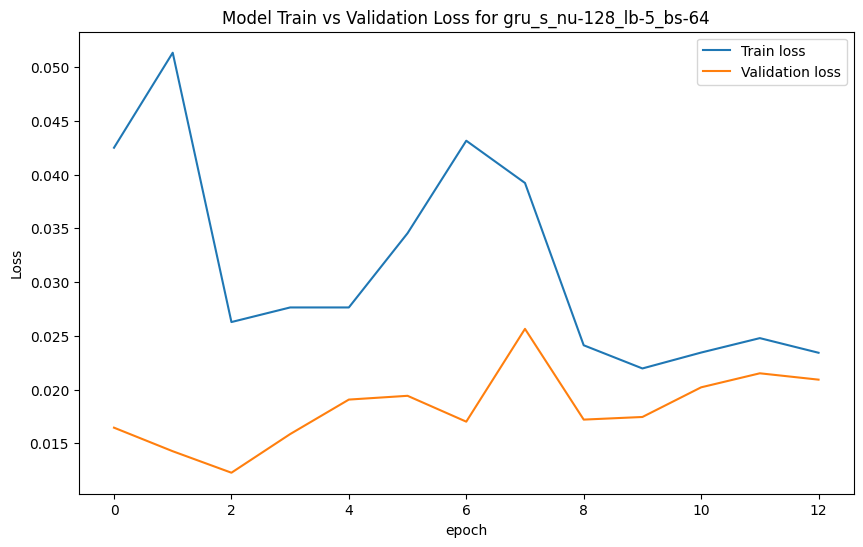 Model Train vs Validation Loss for gru_s_nu-128_lb-5_bs-64
Train loss
Validation loss
0.050
0.045
0.040
0.035
0.030
0.025
0.020
0.015
Loss
0 2 4 6 8 10 12
epoch